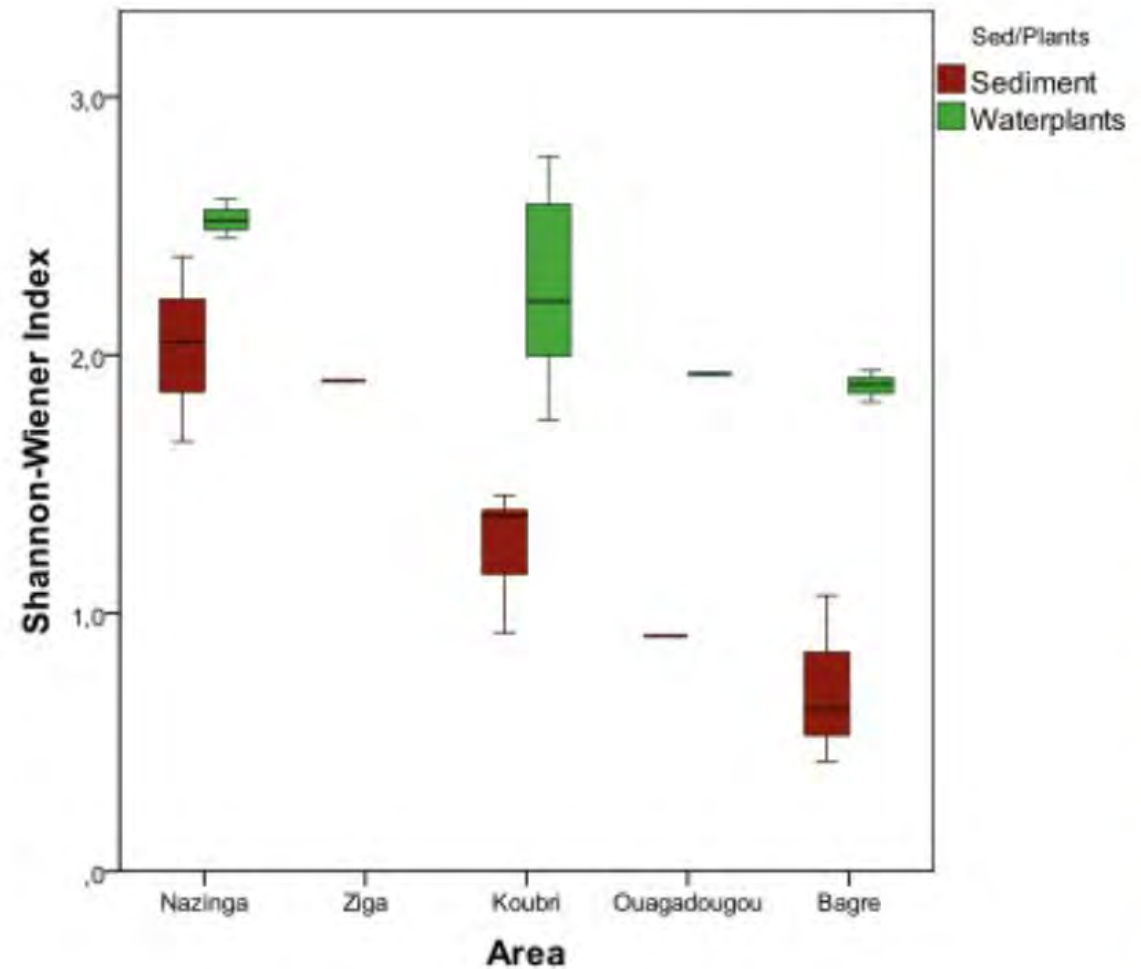 Sed/Plants
Sediment
Waterplants
Shannon-Wiener Index
3,0
2,0
1,0
,0
Nazinga
Ziga
Koubri
Ouagadougou
Bagre
Area